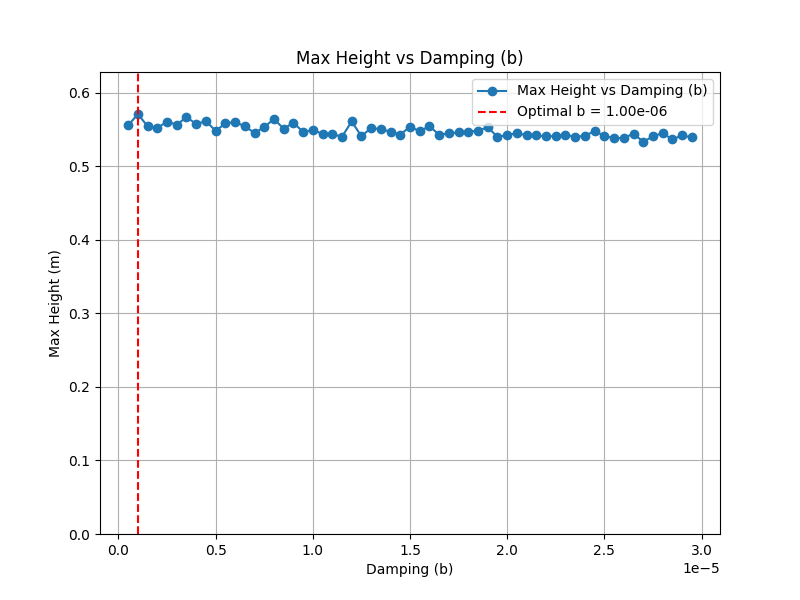 Max Height vs Damping (b)
Max Height vs Damping (b)
Optimal b = 1.00e-06
0.6
0.5
0.4
0.3
0.2
0.1
0.0
Max Height (m)
0.0 0.5 1.0 1.5 2.0 2.5 3.0
1e−5
Damping (b)